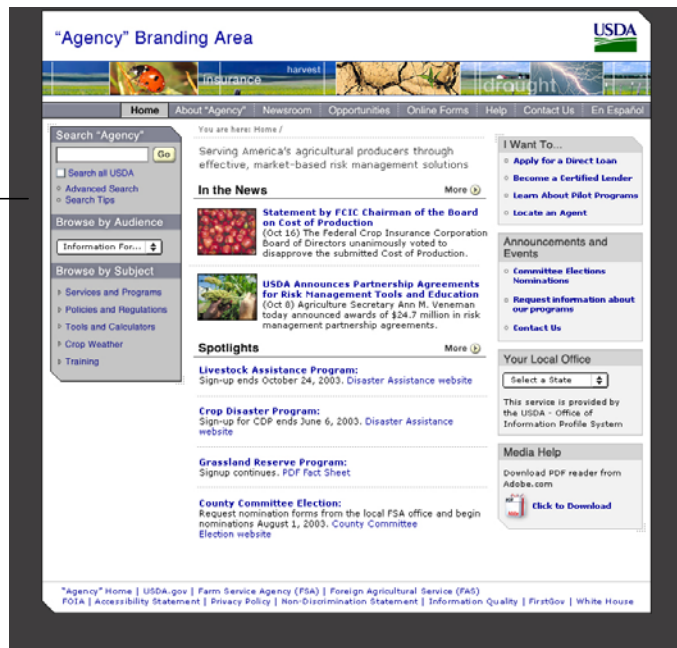 “Agency” Branding Area
USDA
insurance
harvest
drought
Home About “Agency” Newsroom Opportunities Online Forms Help Contact Us En Español
Search “Agency”
Go
Search all USDA
Advanced Search
Search Tips
Browse by Audience
Information For...
Browse by Subject
Services and Programs
Policies and Regulations
Tools and Calculators
Crop Weather
Training
You are here: Home /
Serving America's agricultural producers through
effective, market-based risk management solutions
In the News More
Statement by FCIC Chairman of the Board
on Cost of Production
(Oct 16) The Federal Crop Insurance Corporation
Board of Directors unanimously voted to
disapprove the submitted Cost of Production.
USDA Announces Partnership Agreements
for Risk Management Tools and Education
(Oct 8) Agriculture Secretary Ann M. Veneman
today announced awards of $24.7 million in risk
management partnership agreements.
Spotlights More
Livestock Assistance Program:
Sign-up ends October 24, 2003. Disaster Assistance website
Crop Disaster Program:
Sign-up for CDP ends June 6, 2003. Disaster Assistance
website
Grassland Reserve Program:
Signup continues. PDF Fact Sheet
County Committee Election:
Request nomination forms from the local FSA office and begin
nominations August 1, 2003. County Committee
Election website
I Want To...
Apply for a Direct Loan
Become a Certified Lender
Learn About Pilot Programs
Locate an Agent
Announcements and
Events
Committee Elections
Nominations
Request information about
our programs
Contact Us
Your Local Office
Select a State
This service is provided by
the USDA - Office of
Information Profile System
Media Help
Download PDF reader from
Adobe.com
Click to Download
“Agency” Home | USDA.gov | Farm Service Agency (FSA) | Foreign Agricultural Service (FAS)
FOIA | Accessibility Statement | Privacy Policy | Non-Discrimination Statement | Information Quality | FirstGov | White House